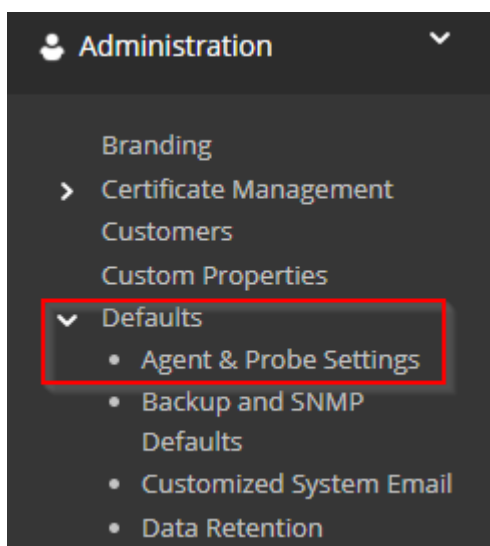 Administration
Branding
Certificate Management
Customers
Custom Properties
Defaults
Agent & Probe Settings
Backup and SNMP
Defaults
Customized System Email
Data Retention